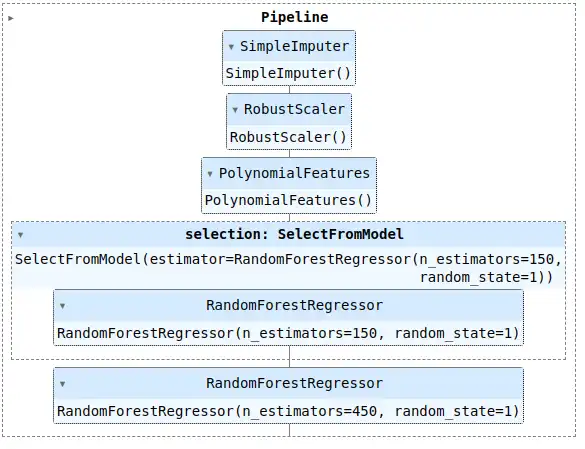 Pipeline
SimpleImputer
SimpleImputer()
RobustScaler
RobustScaler()
PolynomialFeatures
PolynomialFeatures()
selection: SelectFromModel
SelectFromModel(estimator=RandomForestRegressor(n_estimators=150,
random_state=1))
RandomForestRegressor
RandomForestRegressor(n_estimators=150, random_state=1)
RandomForestRegressor
RandomForestRegressor(n_estimators=450, random_state=1)